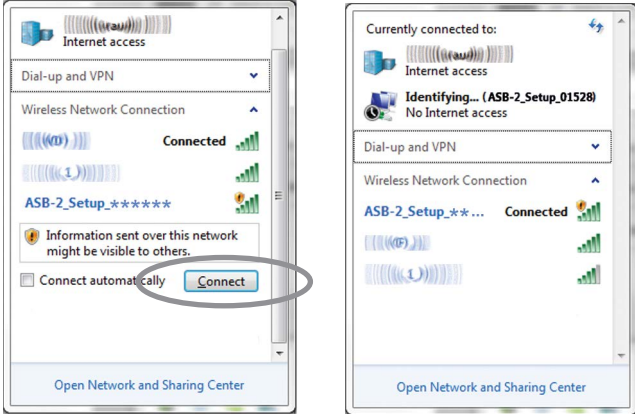 Internet access
Dial-up and VPN
Wireless Network Connection
Connected
ASB-2_Setup_******
Information sent over this network
might be visible to others.
Connect automatically
Connect
Open Network and Sharing Center
Currently connected to:
Internet access
Identifying... (ASB-2_Setup_01528)
No Internet access
Dial-up and VPN
Wireless Network Connection
ASB-2_Setup_**... Connected
Open Network and Sharing Center